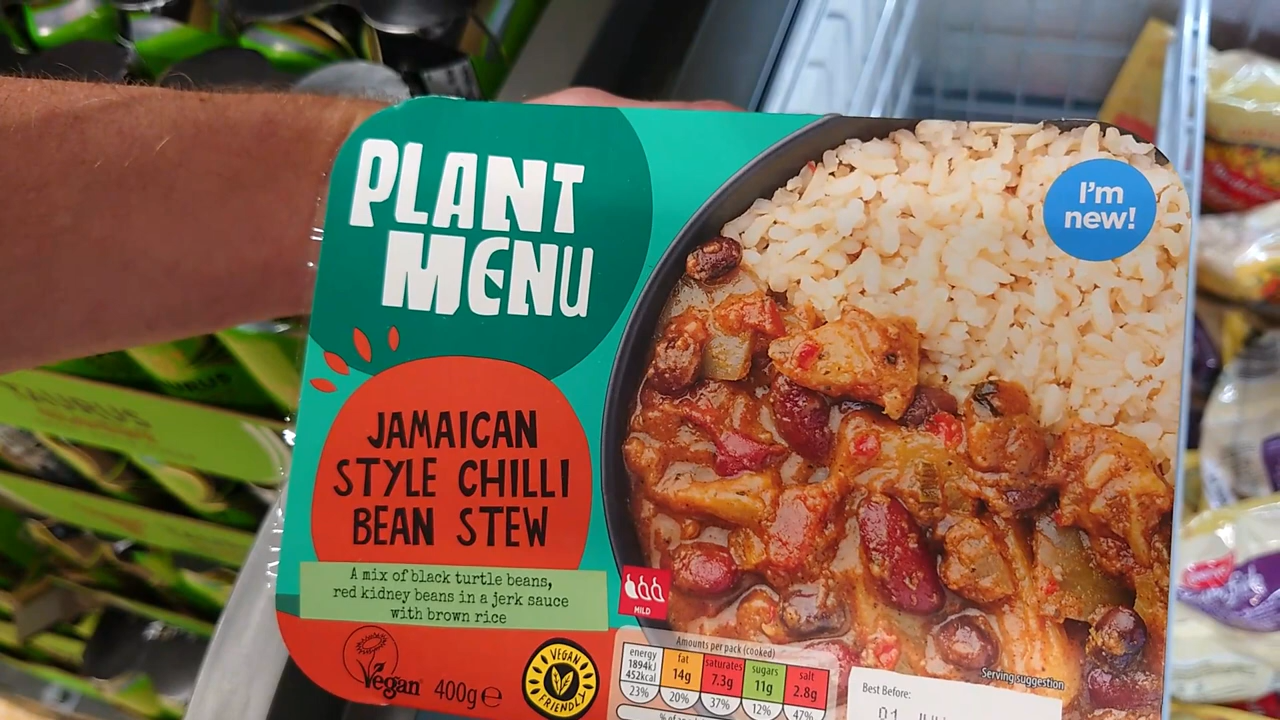 PLANT
MENU
I'm
new!
JAMAICAN
STYLE CHILLI
BEAN STEW
A mix of black turtle beans,
red kidney beans in a jerk sauce
with brown rice
MILD
Vegan
400g e
VEGAN
FRIENDLY
Amounts per pack (cooked)
energy
1894kJ
452kcal
23%
fat
14g
20%
saturates
7.3g
37%
sugars
11g
12%
salt
2.8g
47%
Serving suggestion
Best Before: